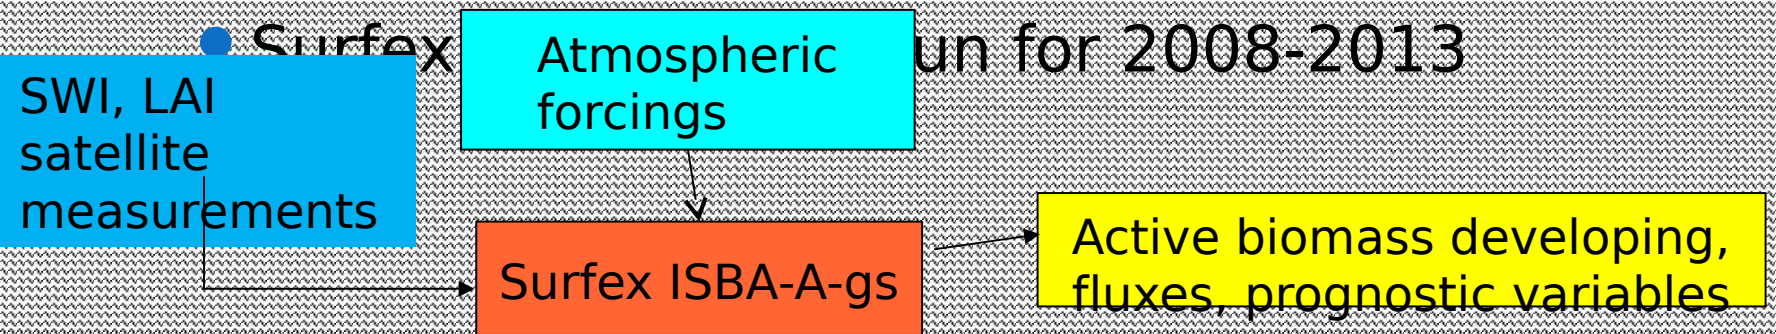 Surfex un for 2008-2013
Atmospheric
forcings
SWI, LAI
satellite
measurements
Surfex ISBA-A-gs
Active biomass developing,
fluxes, prognostic variables